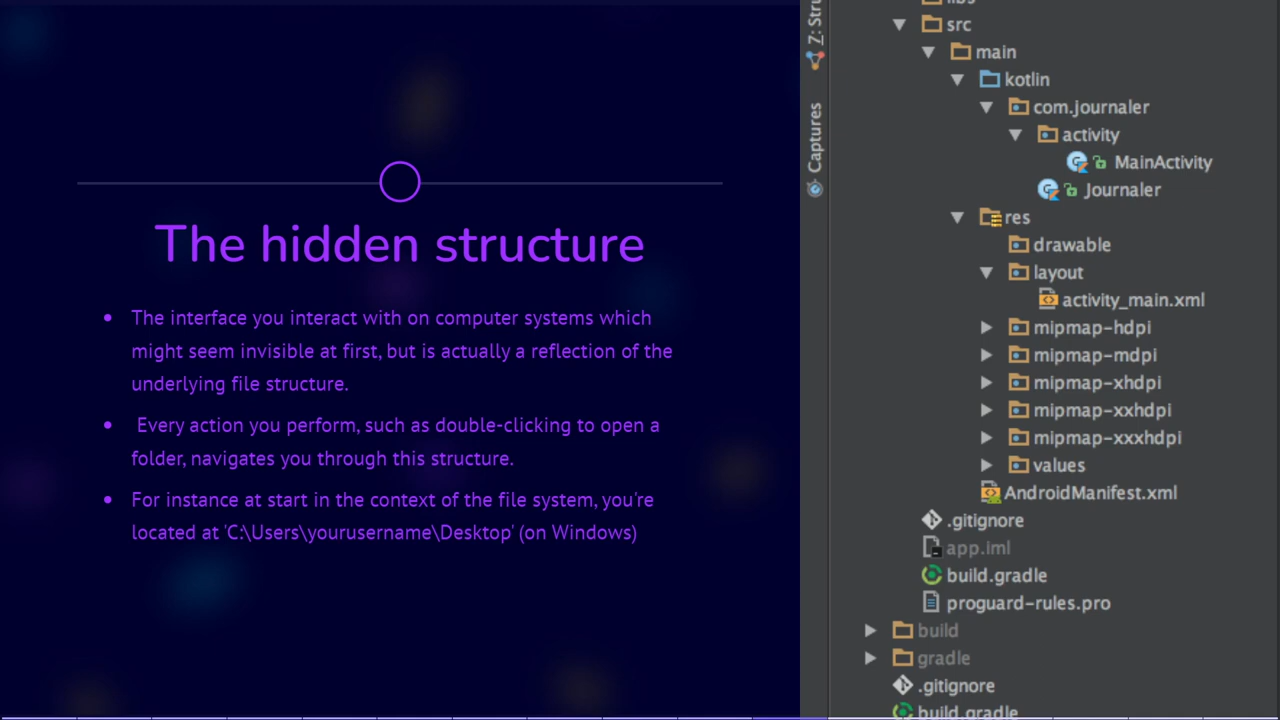 The hidden structure
The interface you interact with on computer systems which
might seem invisible at first, but is actually a reflection of the
underlying file structure.
Every action you perform, such as double-clicking to open a
folder, navigates you through this structure.
For instance at start in the context of the file system, you're
located at 'C:\Users\yourusername\Desktop' (on Windows)
Z: Stru
Captures
libs
src
main
kotlin
com.journaler
activity
MainActivity
Journaler
res
drawable
layout
activity_main.xml
mipmap-hdpi
mipmap-mdpi
mipmap-xhdpi
mipmap-xxhdpi
mipmap-xxxhdpi
values
AndroidManifest.xml
.gitignore
app.iml
build.gradle
proguard-rules.pro
build
gradle
.gitignore
build.gradle